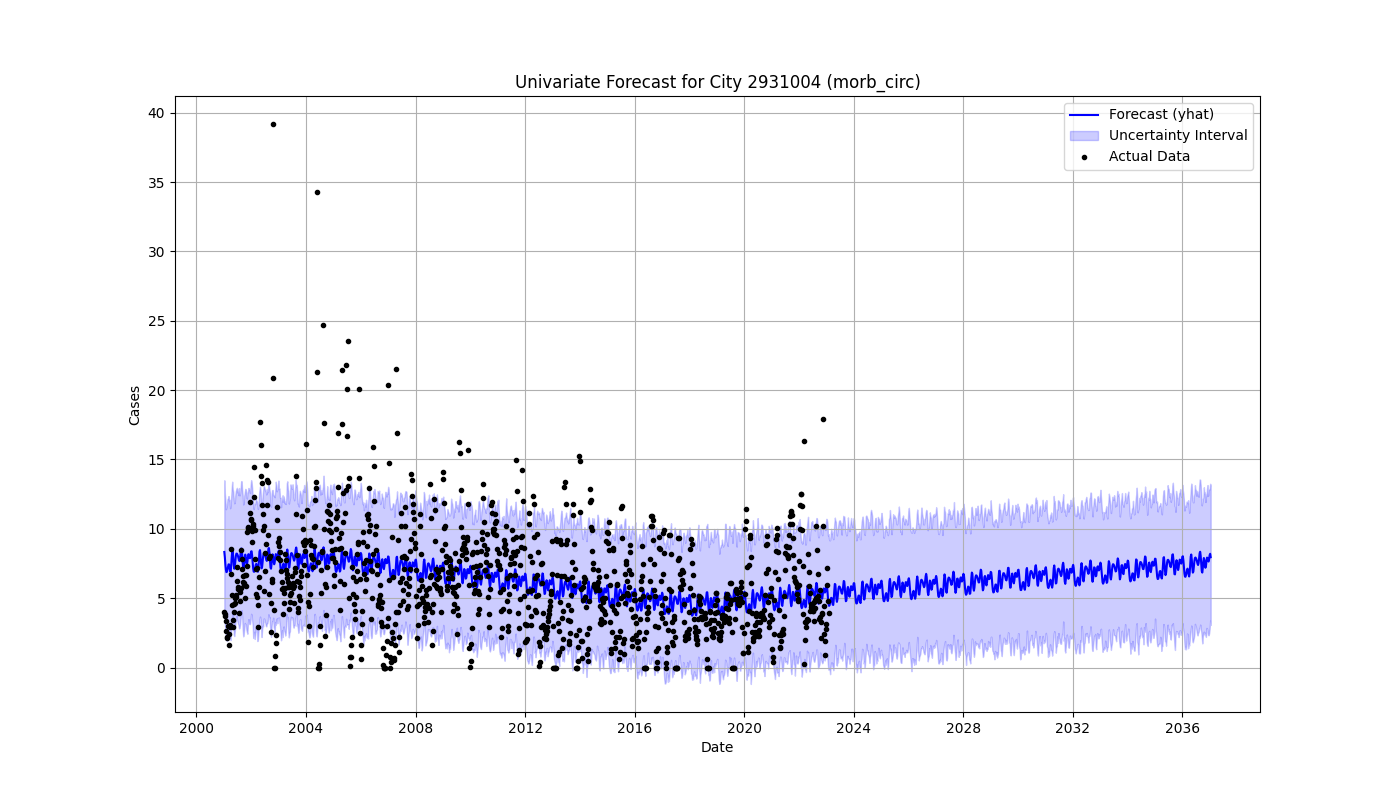 Univariate Forecast for City 2931004 (morb_circ)
Forecast (yhat)
Uncertainty Interval
Actual Data
Cases
40
35
30
25
20
15
10
5
0
2000 2004 2008 2012 2016 2020 2024 2028 2032 2036
Date